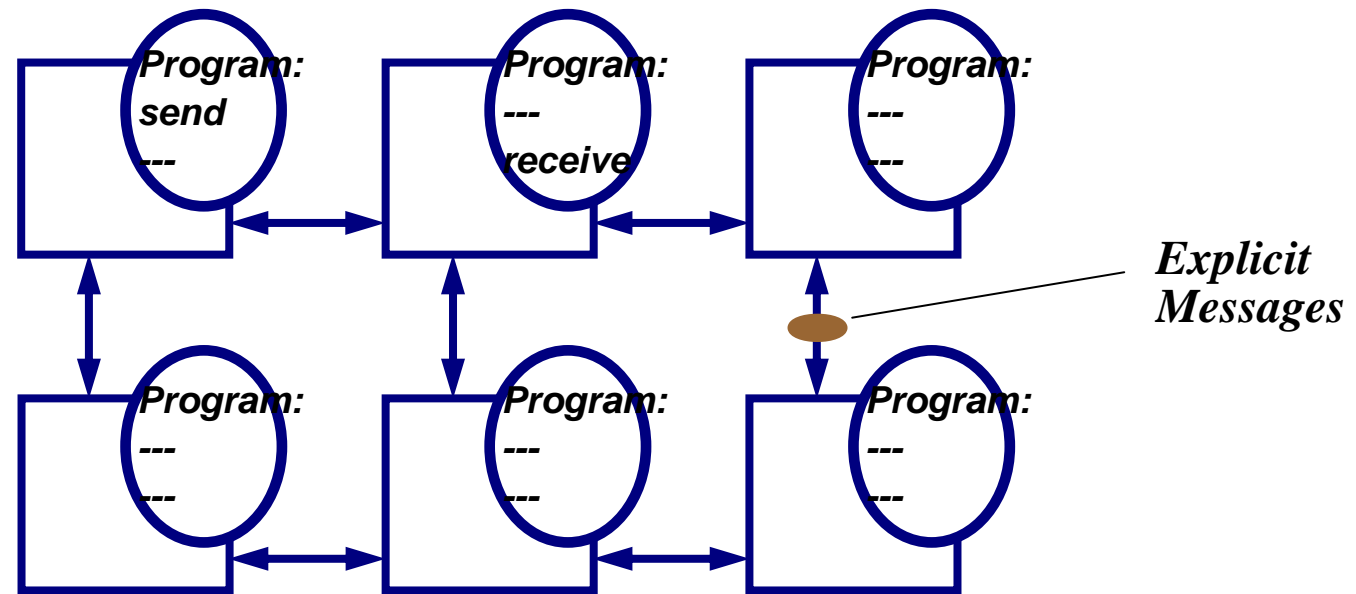 Program:
send
---
Program:
---
receive
Program:
---
---
Explicit
Messages
Program:
---
---
Program:
---
---
Program:
---
---